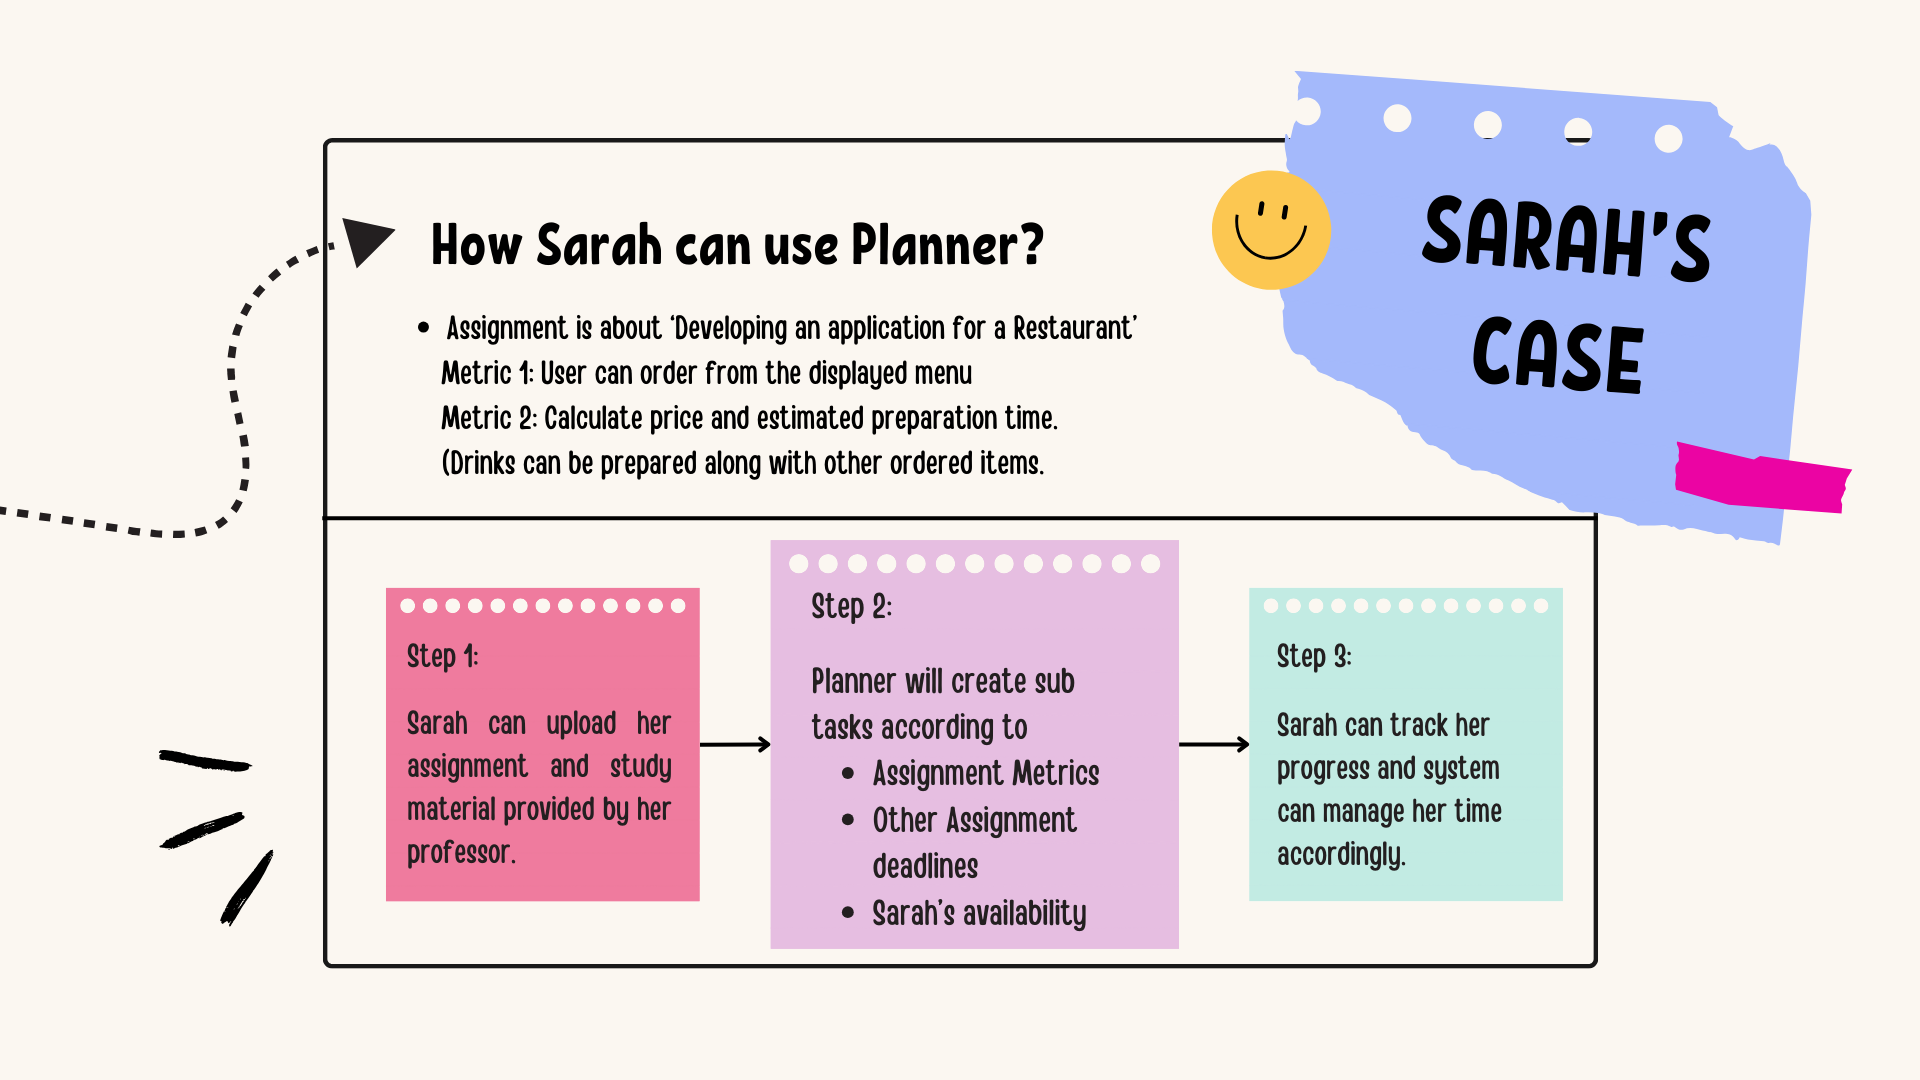 SARAH'S
CASE
How Sarah can use Planner?
• Assignment is about ‘Developing an application for a Restaurant’
Metric 1: User can order from the displayed menu
Metric 2: Calculate price and estimated preparation time.
(Drinks can be prepared along with other ordered items.
Step 1:
Sarah can upload her
assignment and study
material provided by her
professor.
Step 2:
Planner will create sub
tasks according to
• Assignment Metrics
• Other Assignment
deadlines
• Sarah's availability
Step 3:
Sarah can track her
progress and system
can manage her time
accordingly.